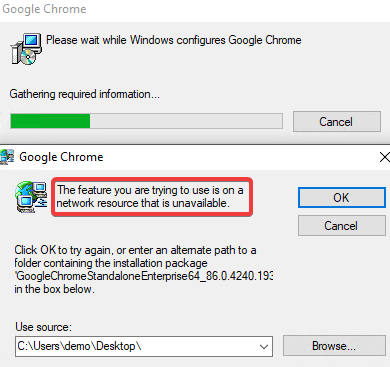 Google Chrome
Please wait while Windows configures Google Chrome
Gathering required information...
Cancel
Google Chrome
The feature you are trying to use is on a
network resource that is unavailable.
OK
Cancel
Click OK to try again, or enter an alternate path to a
folder containing the installation package
'GoogleChromeStandaloneEnterprise64_86.0.4240.193
in the box below.
Use source:
C:\Users\demo\Desktop\
Browse...